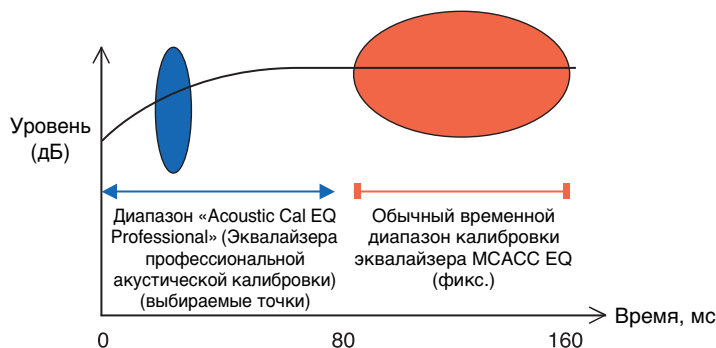 Уровень
(дБ)
Диапазон «Acoustic Cal EQ
Professional» (Эквалайзера
профессиональной
акустической калибровки)
(выбираемые точки)
Обычный временной
диапазон калибровки
эквалайзера MCACC EQ
(фикс.)
Время, мс
0
80
160